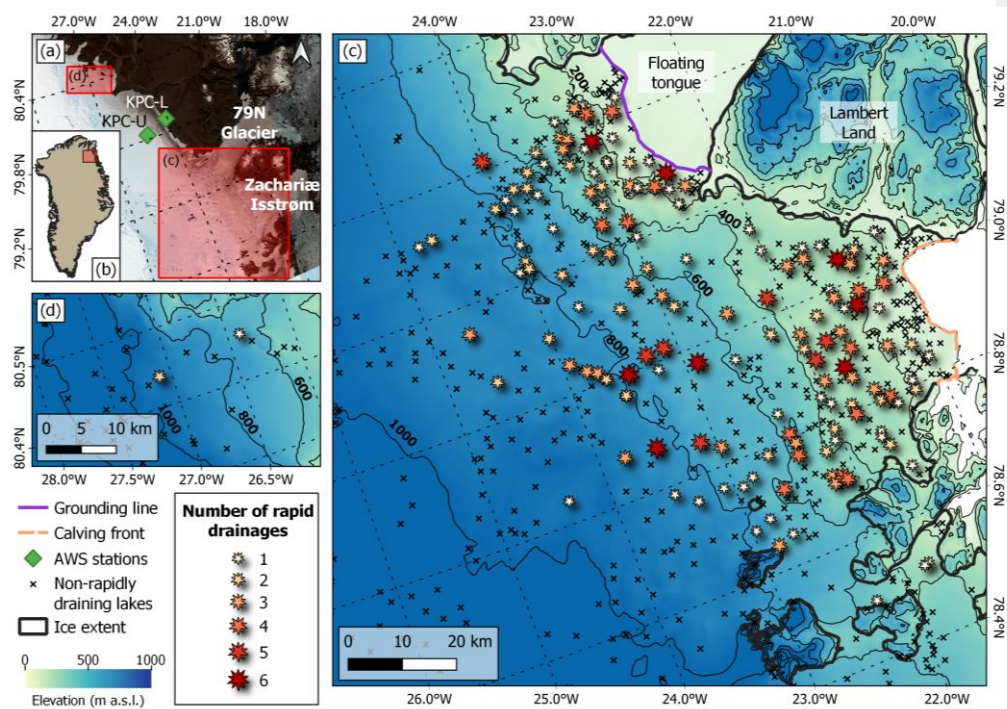 27.0°W 24.0°W 21.0°W 18.0°W
(a)
(d)
80.4°N
79.8°N
79.2°N
KPC-L
KPC-U
79N
Glacier
(c)
Zachariæ
Isstrøm
(b)
(d)
80.5°N
80.4°N
1000
800
600
0 5 10 km
28.0°W 27.5°W 27.0°W 26.5°W
Grounding line
Calving front
AWS stations
Non-rapidly
draining lakes
Ice extent
0 500 1000
Elevation (m a.s.l.)
Number of rapid
drainages
1
2
3
4
5
6
24.0°W 23.0°W 22.0°W 21.0°W 20.0°W
(c)
Floating
tongue
Lambert
Land
200
400
600
800
1000
79.2°N
79.0°N
78.8°N
78.6°N
78.4°N
0 10 20 km
26.0°W 25.0°W 24.0°W 23.0°W 22.0°W